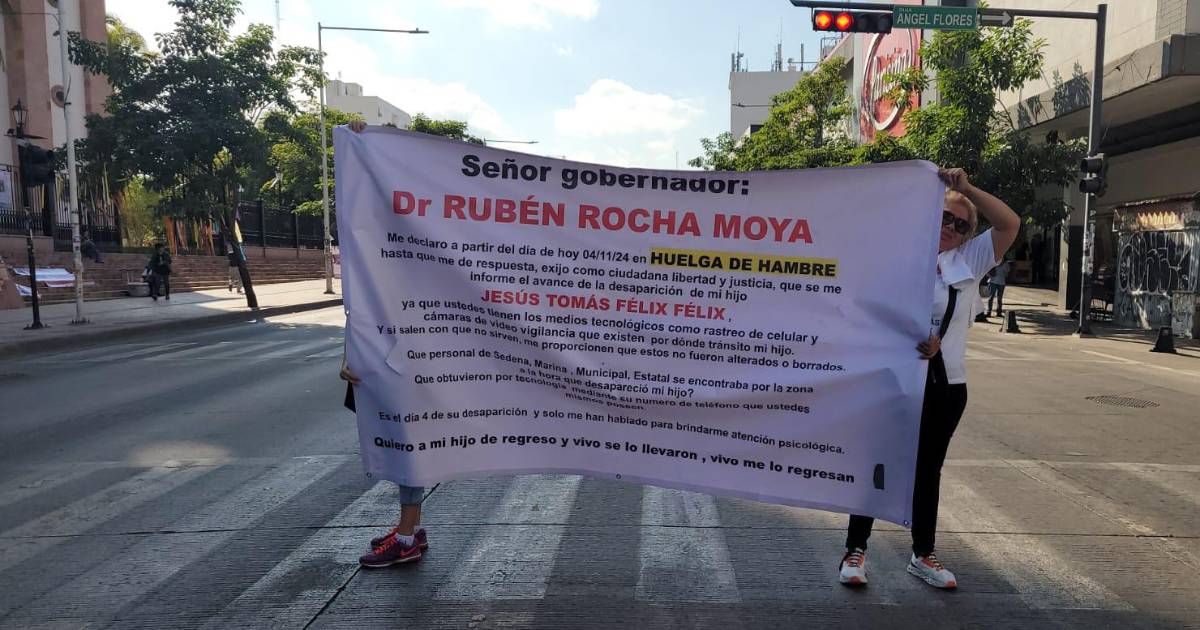 ANGEL FLORES
Señor gobernador:
Dr RUBÉN ROCHA MOYA
Me declaro a partir del día de hoy 04/11/24 en HUELGA DE HAMBRE
hasta que me de respuesta, exijo como ciudadana libertad y justicia, que se me
informe el avance de la desaparición de mi hijo
JESÚS TOMÁS FÉLIX FÉLIX,
ya que ustedes tienen los medios tecnológicos como rastreo de celular y
cámaras de video vigilancia que existen por dónde tránsito mi hijo.
Y si salen con que no sirven, me proporcionen que estos no fueron alterados o borrados.
Que personal de Sedena, Marina , Municipal, Estatal se encontraba por la zona
a la hora que desapareció mi hijo?
Que obtuvieron por tecnología mediante su numero de teléfono que ustedes
mismos poseen.
Es el día 4 de su desaparición y solo me han hablado para brindarme atención psicológica.
Quiero a mi hijo de regreso y vivo se lo llevaron , vivo me lo regresan